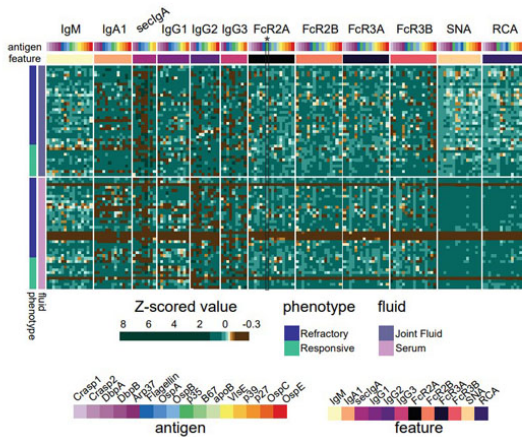 IgM IgA1 secIgA IgG1 IgG2 IgG3 FcR2A FcR2B FcR3A FcR3B SNA RCA
antigen *
feature
phenotype fluid
Z-scored value phenotype fluid
8 6 4 2 0 -0.3
Refractory Joint Fluid
Responsive Serum
Crasp1 Crasp2 DbpA DbpB Arp37 Flagellin OspA OspB p35 B67 apoB VlsE p39 p27 OspC OspE
antigen
IgM IgA1 secIgA IgG1 IgG2 IgG3 FcR2A FcR2B FcR3A FcR3B SNA RCA
feature